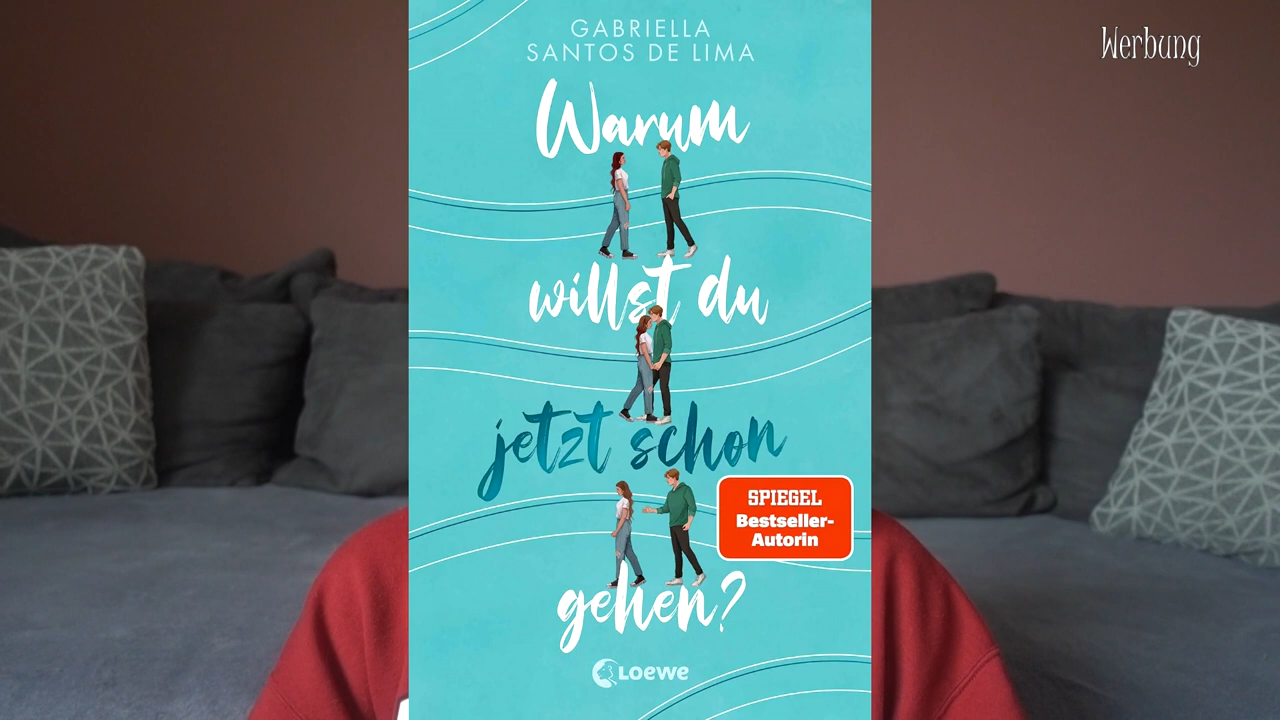 GABRIELLA
SANTOS DE LIMA
Warum
willst du
jetzt schon
gehen?
SPIEGEL
Bestseller-
Autorin
LOEWE
Werbung